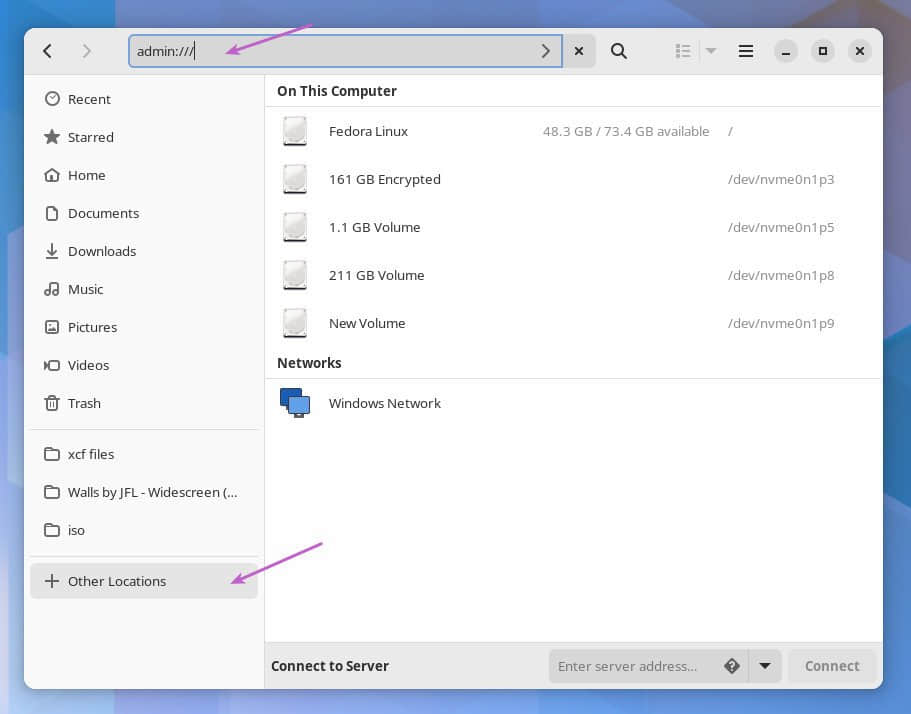 admin:///
Recent
Starred
Home
Documents
Downloads
Music
Pictures
Videos
Trash
xcf files
Walls by JFL - Widescreen (...
iso
Other Locations
On This Computer
Fedora Linux 48.3 GB / 73.4 GB available /
161 GB Encrypted /dev/nvme0n1p3
1.1 GB Volume /dev/nvme0n1p5
211 GB Volume /dev/nvme0n1p8
New Volume /dev/nvme0n1p9
Networks
Windows Network
Connect to Server Enter server address... Connect